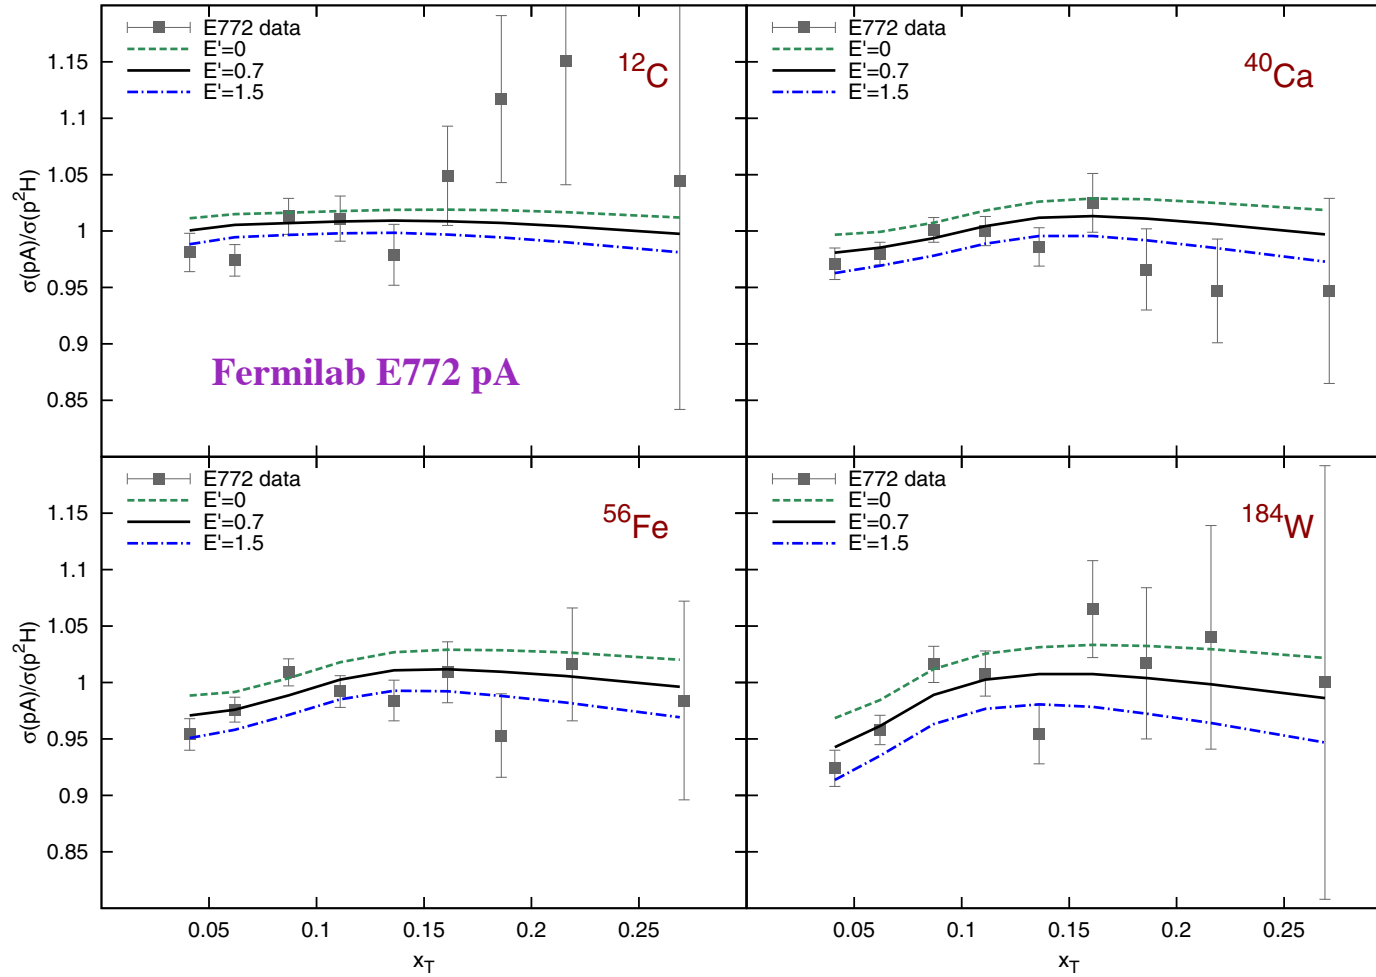 E772 data
E'=0
E'=0.7
E'=1.5
¹²C
1.15
1.1
1.05
1
0.95
0.9
0.85
σ(pA)/σ(p²H)
Fermilab E772 pA
E772 data
E'=0
E'=0.7
E'=1.5
⁴⁰Ca
E772 data
E'=0
E'=0.7
E'=1.5
⁵⁶Fe
1.15
1.1
1.05
1
0.95
0.9
0.85
σ(pA)/σ(p²H)
0.05 0.1 0.15 0.2 0.25
x_T
E772 data
E'=0
E'=0.7
E'=1.5
¹⁸⁴W
0.05 0.1 0.15 0.2 0.25
x_T